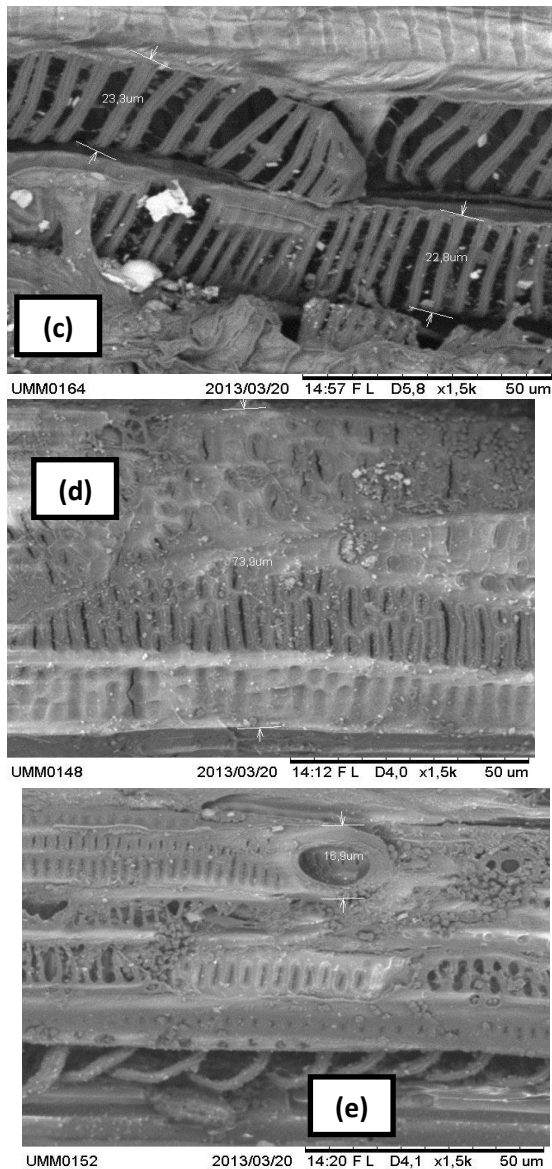 23,3um
22,8um
(c)
UMM0164 2013/03/20 14:57 F L D5,8 x1,5k 50 um
(d)
73,9um
UMM0148 2013/03/20 14:12 F L D4,0 x1,5k 50 um
16,9um
(e)
UMM0152 2013/03/20 14:20 F L D4,1 x1,5k 50 um